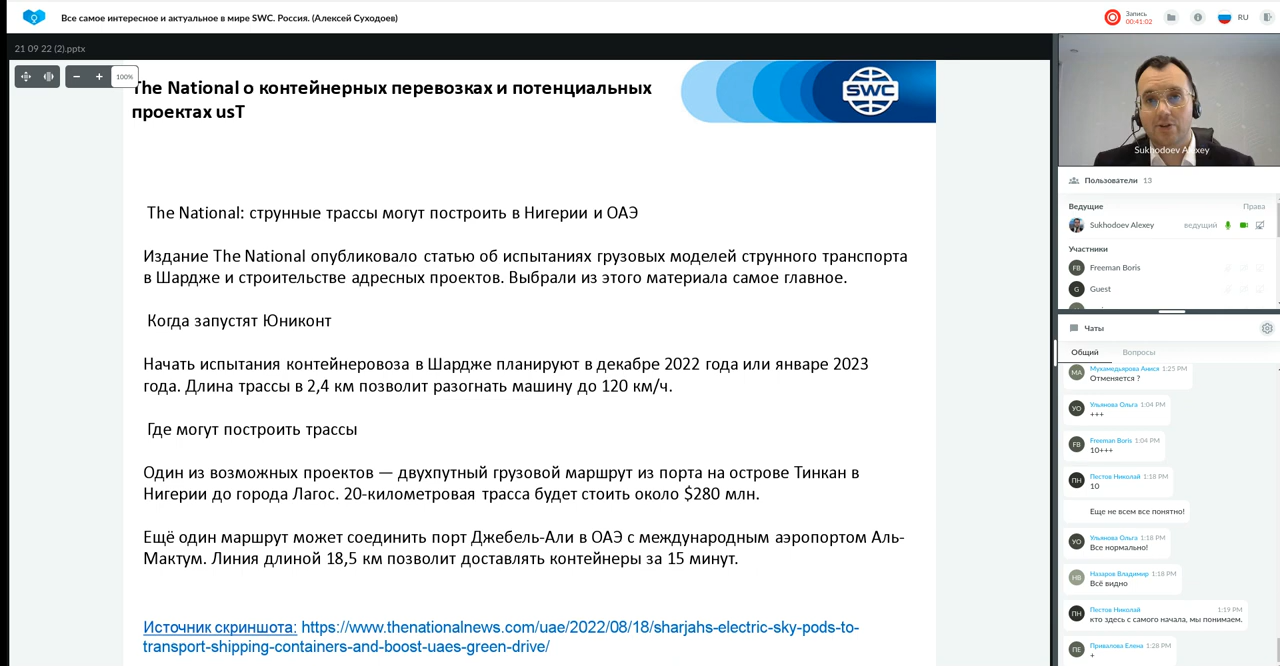 Все самое интересное и актуальное в мире SWC. Россия. (Алексей Суходоев)
Запись
00:41:02
RU
21 09 22 (2).pptx
100%
The National о контейнерных перевозках и потенциальных
проектах usT
SWC
The National: струнные трассы могут построить в Нигерии и ОАЭ
Издание The National опубликовало статью об испытаниях грузовых моделей струнного транспорта
в Шардже и строительстве адресных проектов. Выбрали из этого материала самое главное.
Когда запустят Юниконт
Начать испытания контейнеровоза в Шардже планируют в декабре 2022 года или январе 2023
года. Длина трассы в 2,4 км позволит разогнать машину до 120 км/ч.
Где могут построить трассы
Один из возможных проектов — двухпутный грузовой маршрут из порта на острове Тинкан в
Нигерии до города Лагос. 20-километровая трасса будет стоить около $280 млн.
Ещё один маршрут может соединить порт Джебель-Али в ОАЭ с международным аэропортом Аль-
Мактум. Линия длиной 18,5 км позволит доставлять контейнеры за 15 минут.
Источник скриншота: https://www.thenationalnews.com/uae/2022/08/18/sharjahs-electric-sky-pods-to-
transport-shipping-containers-and-boost-uaes-green-drive/
Sukhodoev Alexey
Пользователи 13
Ведущие Права
Sukhodoev Alexey ведущий
Участники
FB Freeman Boris
G Guest
Чаты
Общий Вопросы
МА Мухамедьярова Аниса 1:25 PM
Отменяется ?
УО Ульянова Ольга 1:04 PM
+++
FB Freeman Boris 1:04 PM
10+++
ПН Пестов Николай 1:18 PM
10
Еще не всем все понятно!
УО Ульянова Ольга 1:18 PM
Все нормально!
НВ Назаров Владимир 1:18 PM
Всё видно
ПН Пестов Николай 1:19 PM
кто здесь с самого начала, мы понимаем.
ПЕ Привалова Елена 1:28 PM
+